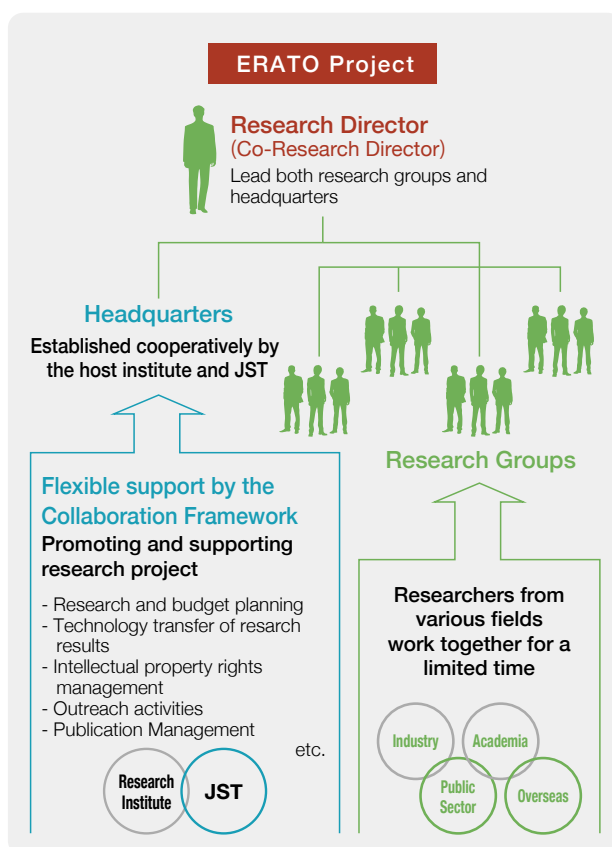 ERATO Project
Research Director
(Co-Research Director)
Lead both research groups and
headquarters
Headquarters
Established cooperatively by
the host institute and JST
Research Groups
Flexible support by the
Collaboration Framework
Promoting and supporting
research project
- Research and budget planning
- Technology transfer of resarch
results
- Intellectual property rights
management
- Outreach activities
- Publication Management
etc.
Research
Institute
JST
Researchers from
various fields
work together for a
limited time
Industry
Academia
Public
Sector
Overseas